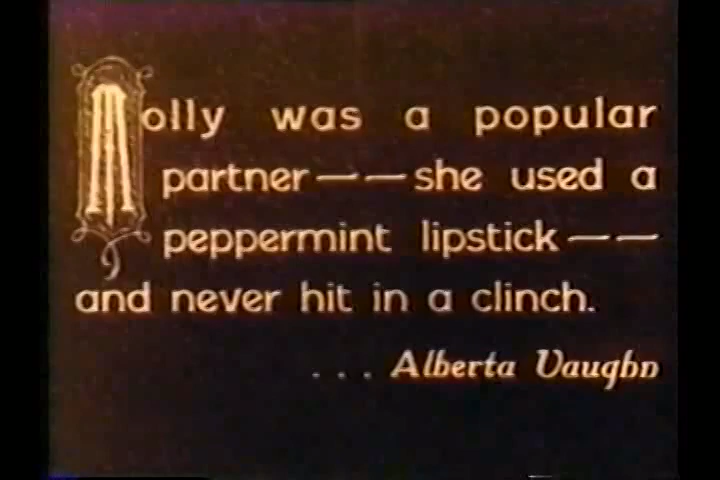 Molly was a popular
partner——she used a
peppermint lipstick——
and never hit in a clinch.
... Alberta Vaughn